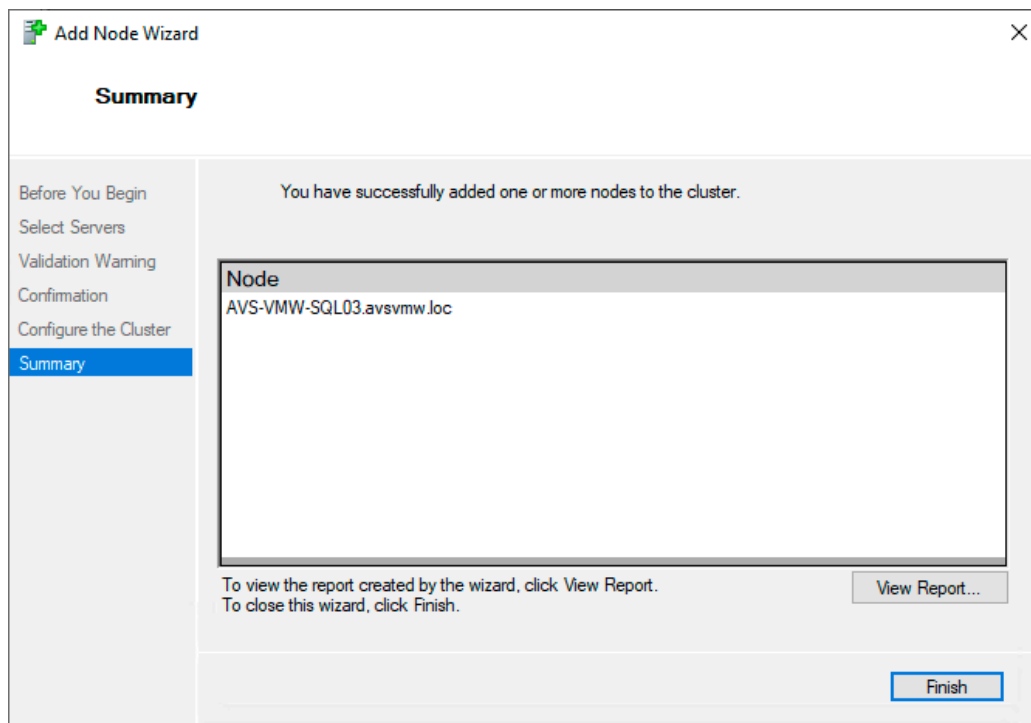 Add Node Wizard
Summary
Before You Begin
Select Servers
Validation Warning
Confirmation
Configure the Cluster
Summary
You have successfully added one or more nodes to the cluster.
Node
AVS-VMW-SQL03.avsvmw.loc
To view the report created by the wizard, click View Report.
To close this wizard, click Finish.
View Report...
Finish